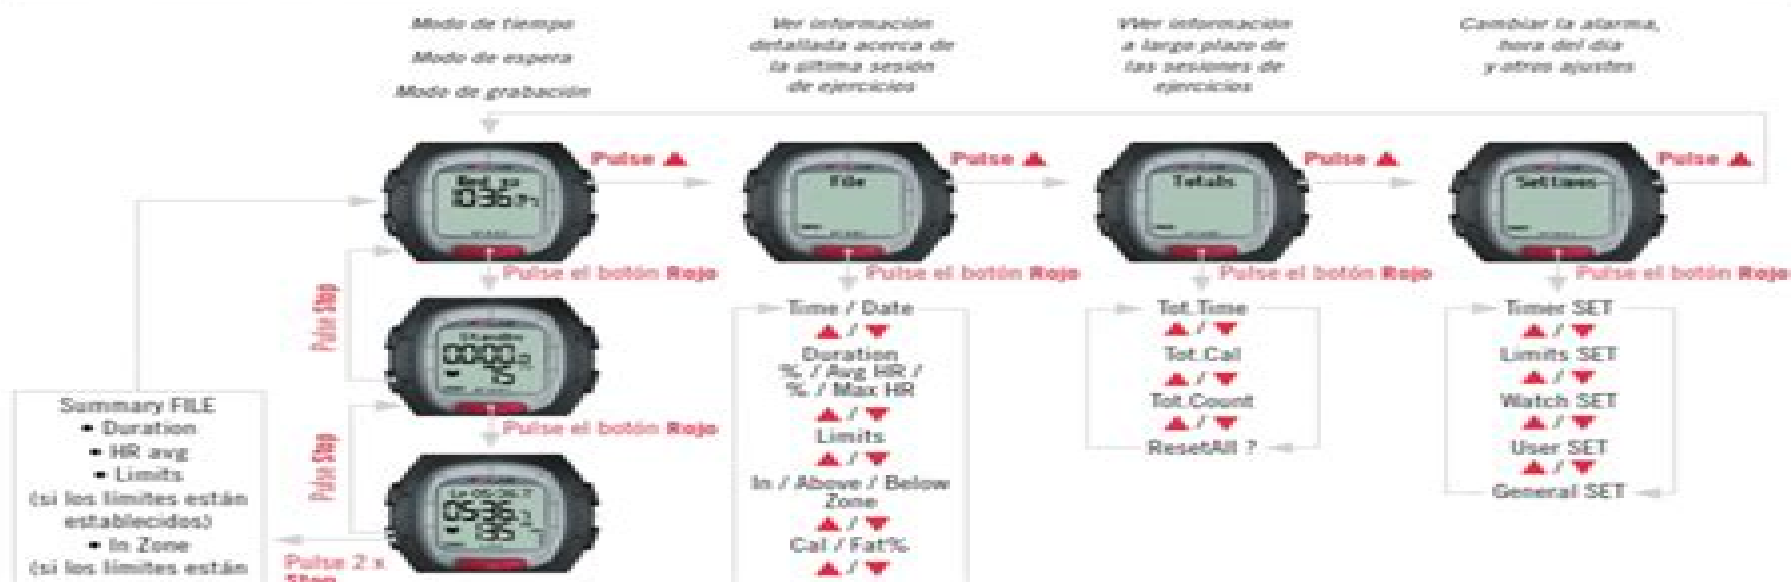 Modo de tiempo
Modo de espera
Modo de grabación
Ver información
detallada acerca de
la última sesión
de ejercicios
VVer información
a largo plazo de
las sesiones de
ejercicios
Cambiar la alarma,
hora del día
y otros ajustes
Pulse ▲
Pulse ▲
Pulse ▲
Pulse ▲
File
Totals
Settings
Pulse el botón Rojo
Pulse el botón Rojo
Pulse el botón Rojo
Pulse el botón Rojo
Pulse Stop
Standby
00:00
Pulse el botón Rojo
Pulse Stop
Pulse 2 x
Stop
Summary FILE
• Duration
• HR avg
• Limits
(si los límites están
establecidos)
• In Zone
(si los límites están
Time / Date
▲ / ▼
Duration
% / Avg HR /
% / Max HR
▲ / ▼
Limits
▲ / ▼
In / Above / Below
Zone
▲ / ▼
Cal / Fat%
▲ / ▼
Tot.Time
▲ / ▼
Tot.Cal
▲ / ▼
Tot.Count
▲ / ▼
ResetAll ?
Timer SET
▲ / ▼
Limits SET
▲ / ▼
Watch SET
▲ / ▼
User SET
▲ / ▼
General SET